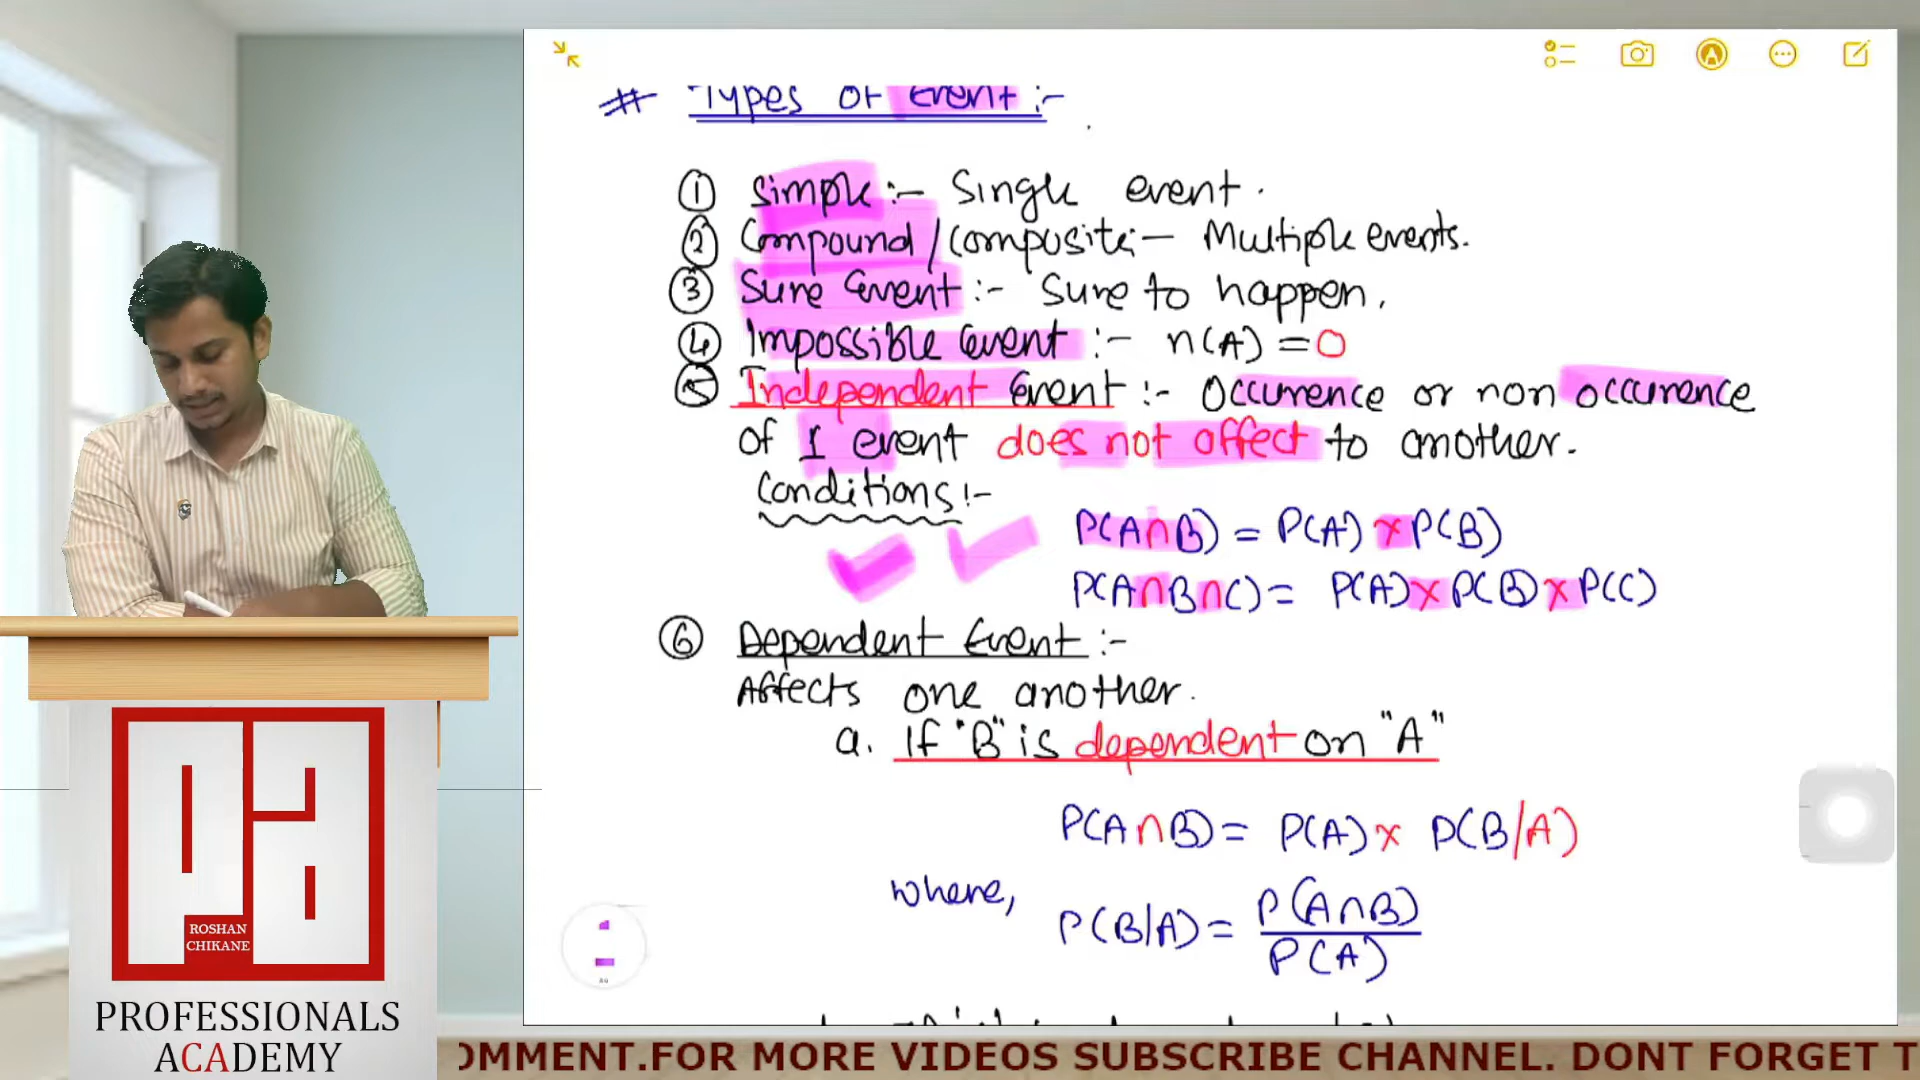 # Types of Event :-
① Simple :- Single event.
② Compound/composite :- Multiple events.
③ Sure event :- Sure to happen.
④ Impossible event :- n(A) = 0
⑤ Independent Event :- Occurence or non occurence
of 1 event does not affect to another.
Conditions :-
P(A∩B) = P(A) × P(B)
P(A∩B∩C) = P(A) × P(B) × P(C)
⑥ Dependent Event :-
Affects one another.
a. If "B" is dependent on "A"
P(A∩B) = P(A) × P(B/A)
where,
P(B/A) = P(A∩B)
P(A)
ROSHAN
CHIKANE
PROFESSIONALS
ACADEMY
OMMENT.FOR MORE VIDEOS SUBSCRIBE CHANNEL. DONT FORGET T